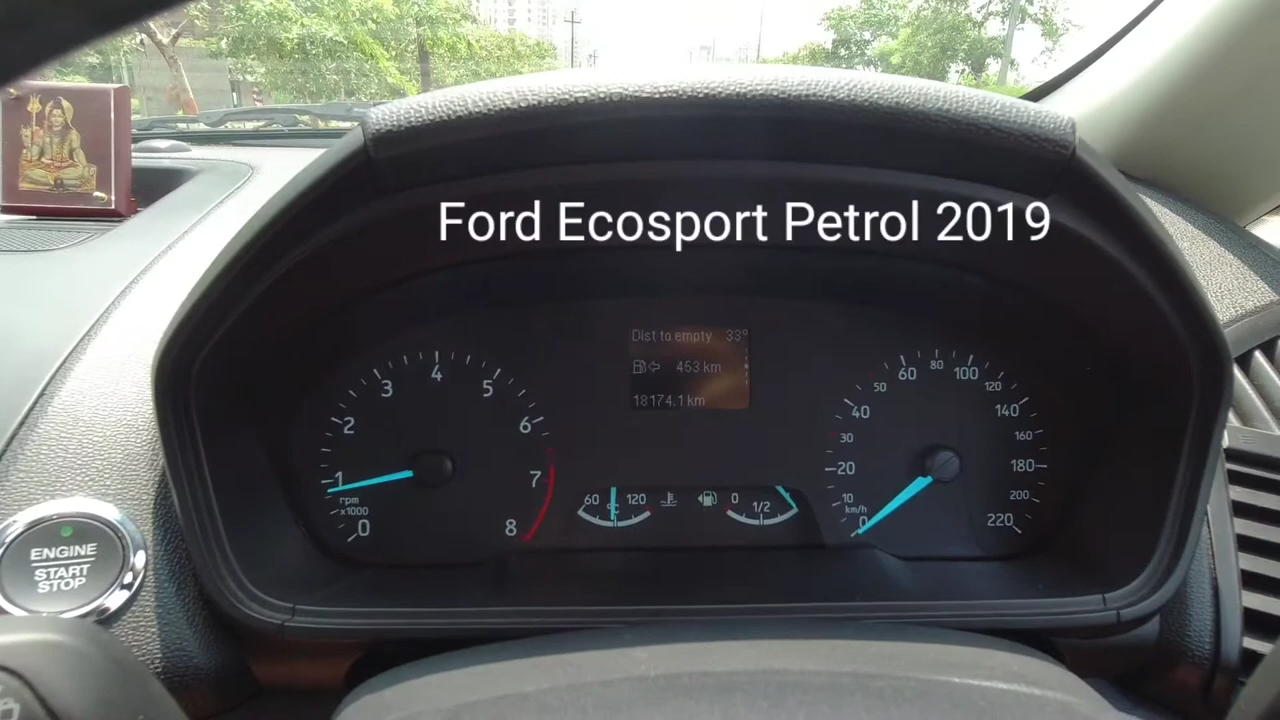 Ford Ecosport Petrol 2019
Dist to empty 33°
453 km
18174.1 km
0 1 2 3 4 5 6 7 8
rpm
x1000
60 120
°C
0 1/2
0 10 20 30 40 50 60 80 100 120 140 160 180 200 220
km/h
ENGINE
START
STOP